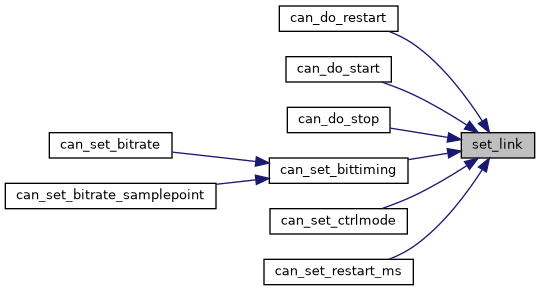 can_do_restart
can_do_start
can_do_stop
set_link
can_set_bitrate
can_set_bittiming
can_set_bitrate_samplepoint
can_set_ctrlmode
can_set_restart_ms